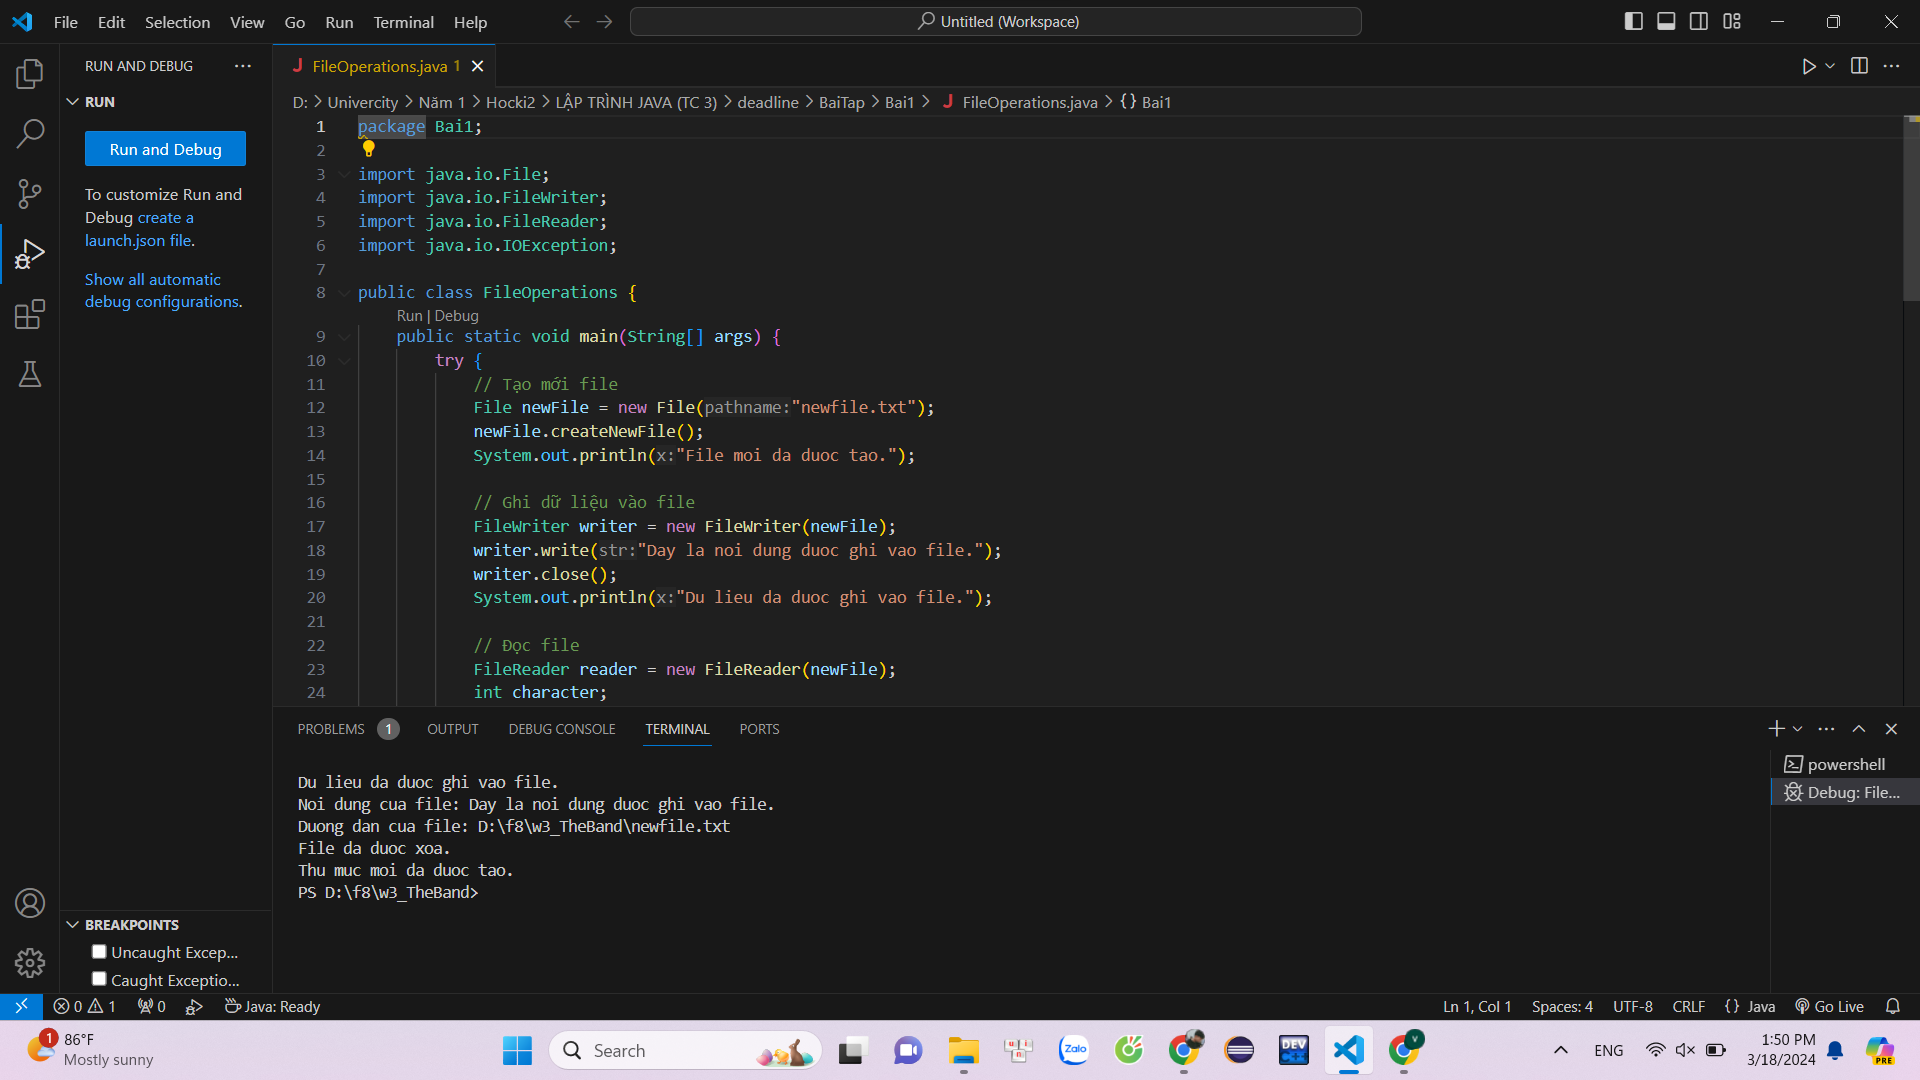 File Edit Selection View Go Run Terminal Help
Untitled (Workspace)
RUN AND DEBUG
RUN
Run and Debug
To customize Run and
Debug create a
launch.json file.
Show all automatic
debug configurations.
FileOperations.java 1
D: > Univercity > Năm 1 > Hocki2 > LẬP TRÌNH JAVA (TC 3) > deadline > BaiTap > Bai1 > J FileOperations.java > {} Bai1
1 package Bai1;
2
3 import java.io.File;
4 import java.io.FileWriter;
5 import java.io.FileReader;
6 import java.io.IOException;
7
8 public class FileOperations {
Run | Debug
9 public static void main(String[] args) {
10 try {
11 // Tạo mới file
12 File newFile = new File(pathname:"newfile.txt");
13 newFile.createNewFile();
14 System.out.println(x:"File moi da duoc tao.");
15
16 // Ghi dữ liệu vào file
17 FileWriter writer = new FileWriter(newFile);
18 writer.write(str:"Day la noi dung duoc ghi vao file.");
19 writer.close();
20 System.out.println(x:"Du lieu da duoc ghi vao file.");
21
22 // Đọc file
23 FileReader reader = new FileReader(newFile);
24 int character;
PROBLEMS 1 OUTPUT DEBUG CONSOLE TERMINAL PORTS
Du lieu da duoc ghi vao file.
Noi dung cua file: Day la noi dung duoc ghi vao file.
Duong dan cua file: D:\f8\w3_TheBand\newfile.txt
File da duoc xoa.
Thu muc moi da duoc tao.
PS D:\f8\w3_TheBand>
powershell
Debug: File...
BREAKPOINTS
Uncaught Excep...
Caught Exceptio...
0 1 0 Java: Ready
Ln 1, Col 1 Spaces: 4 UTF-8 CRLF {} Java Go Live
1
86°F
Mostly sunny
Search
Zalo
DEV
V
ENG
1:50 PM
3/18/2024
PRE